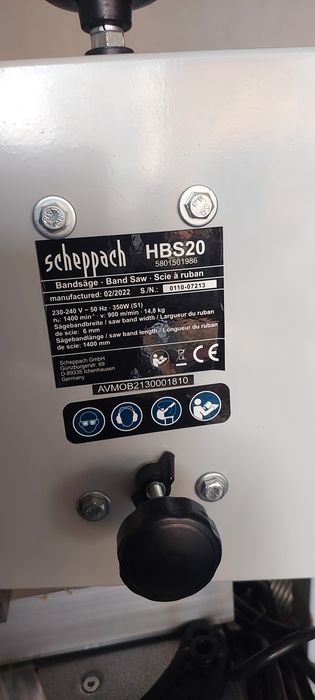 scheppach HBS20
5801501986
Bandsäge · Band Saw · Scie à ruban
manufactured: 02/2022 S./N.: 0110-07213
230-240 V ~ 50 Hz · 350W (S1)
n₀: 1400 min⁻¹ · v: 900 m/min · 14,8 kg
Sägebandbreite / saw band width / Largeur du ruban
de scie: 6 mm
Sägebandlänge / saw band length / Longueur du ruban
de scie: 1400 mm
Scheppach GmbH
Günzburgerstr. 69
D-89335 Ichenhausen
Germany
CE
AVMOB2130001810